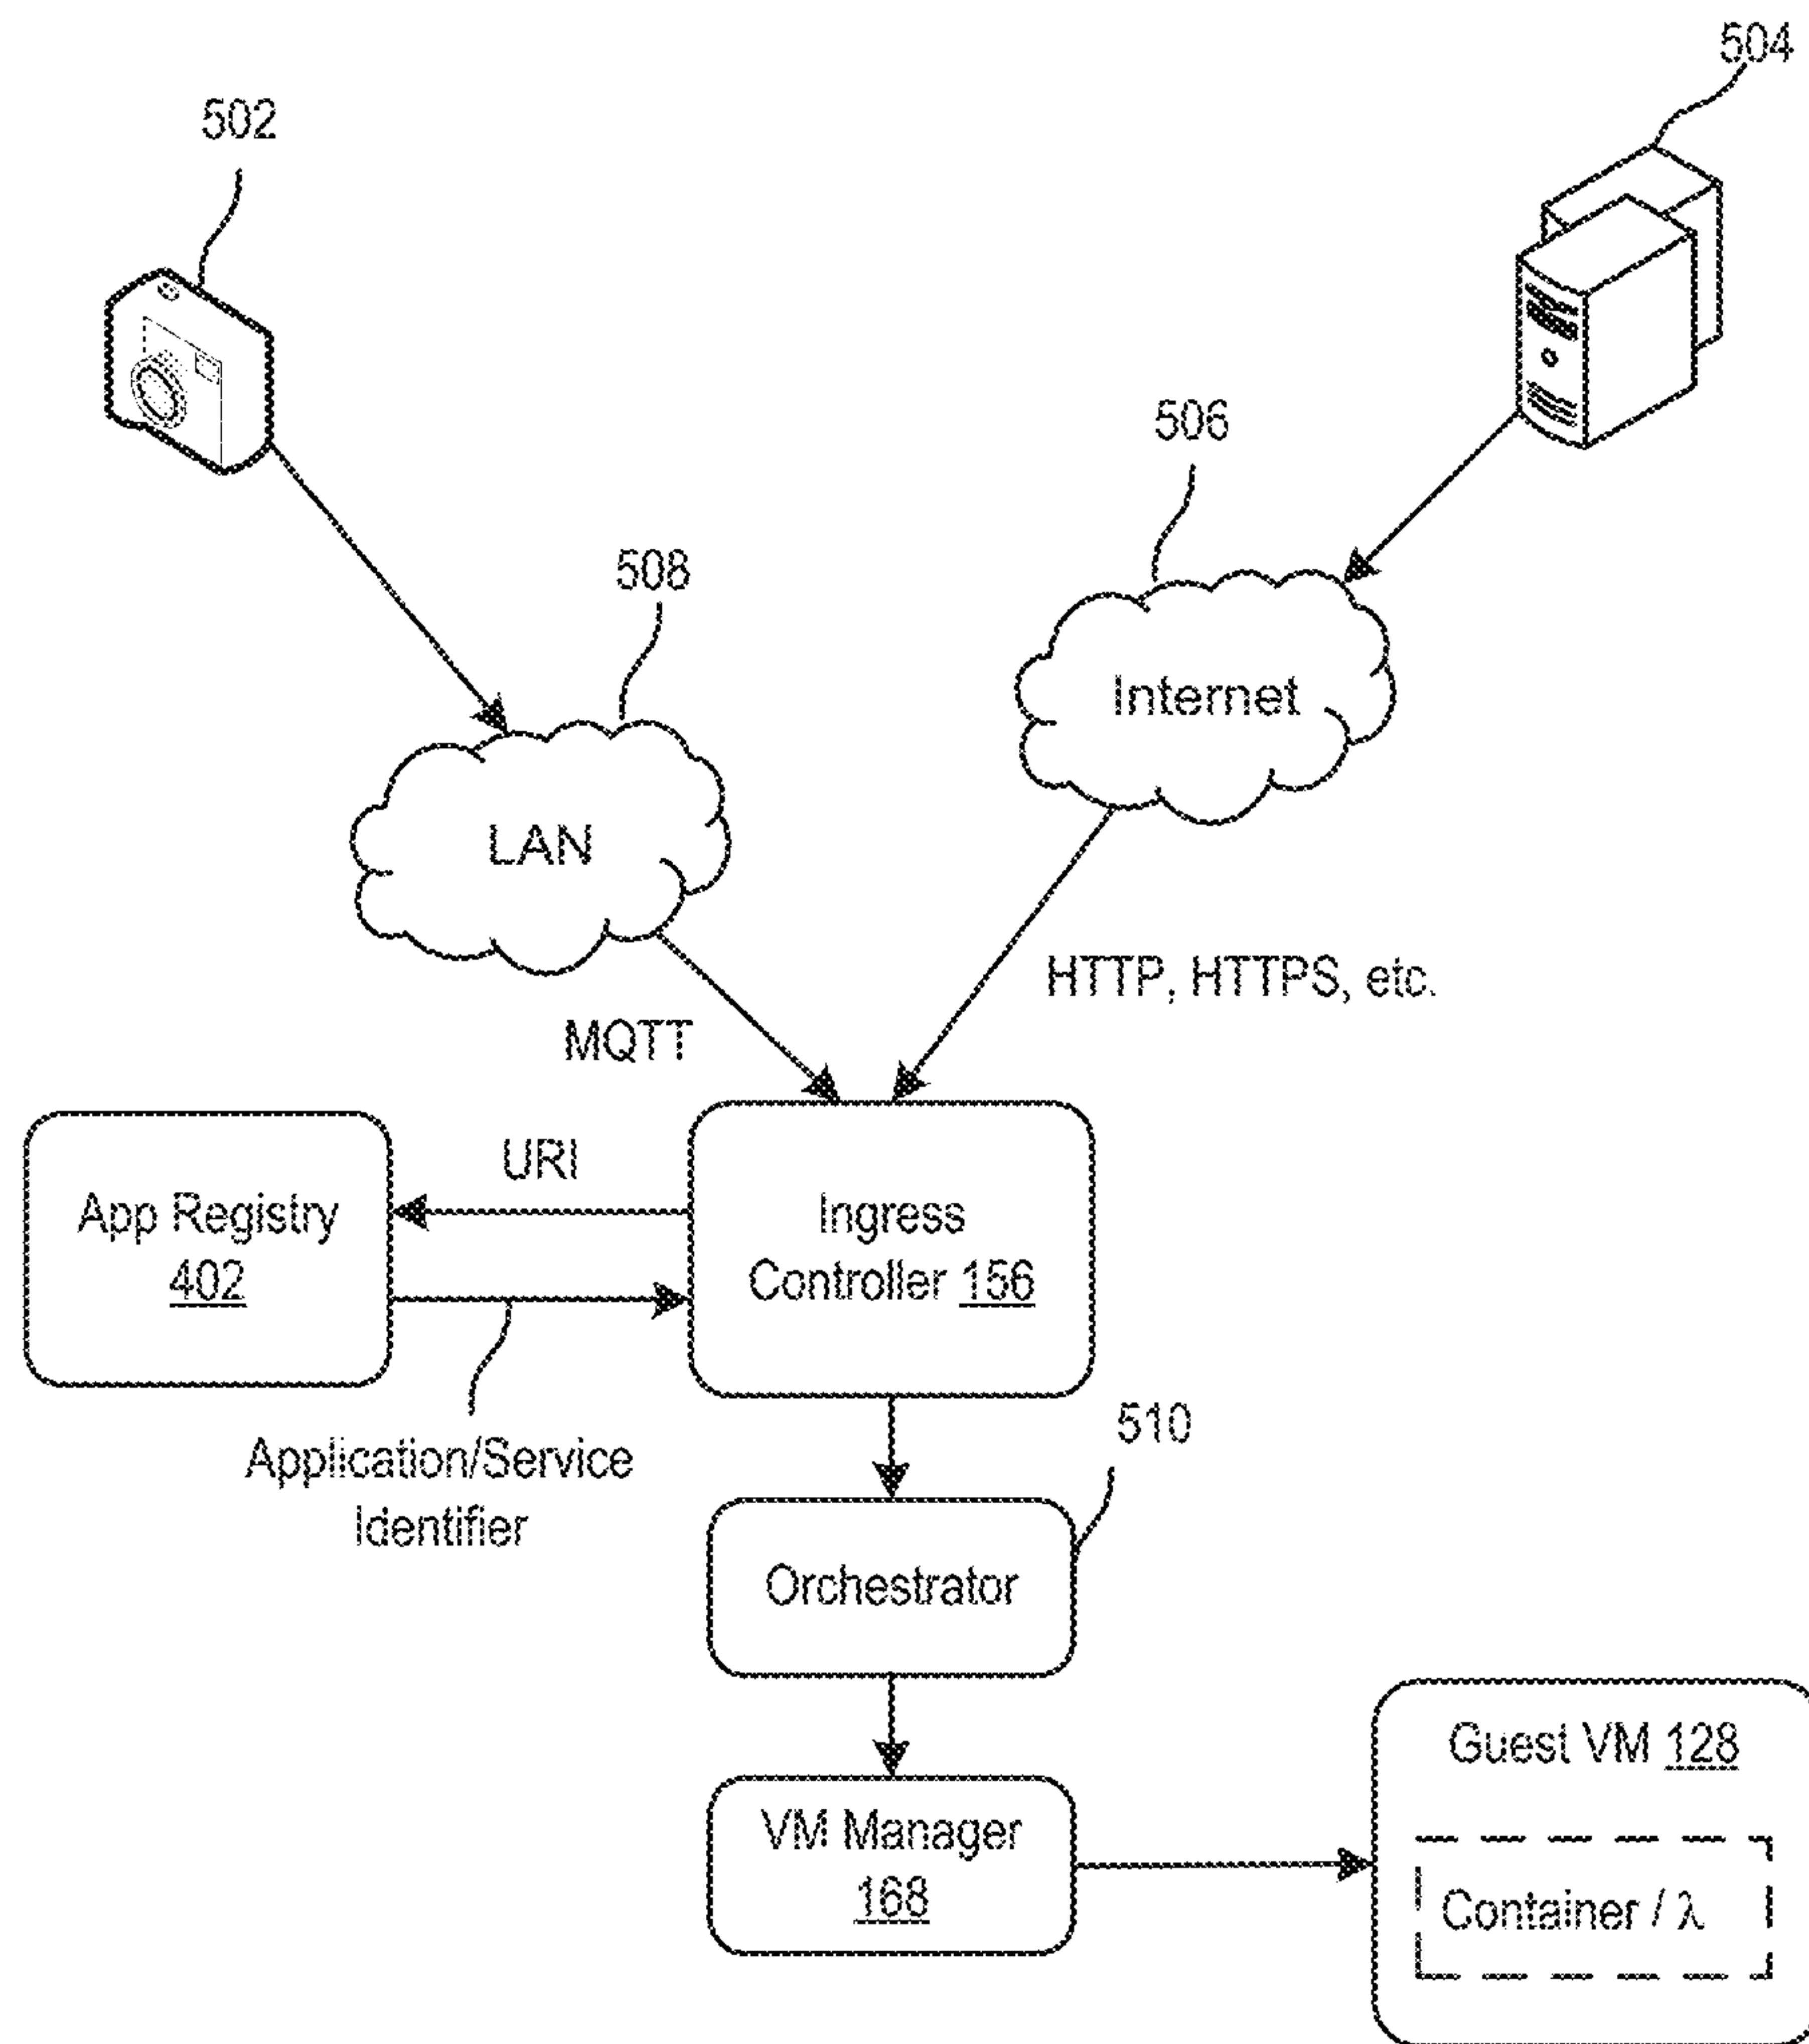 504
502
506
508
Internet
LAN
HTTP, HTTPS, etc.
MQTT
URI
App Registry
402
Ingress
Controller 156
Application/Service
Identifier
510
Orchestrator
Guest VM 128
VM Manager
168
Container / λ